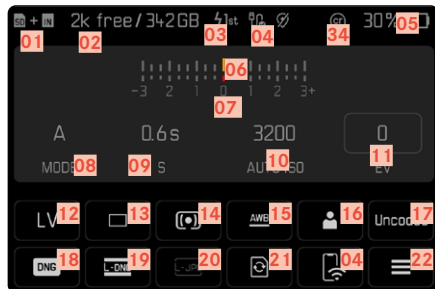 SD + IN 2k free/342GB 1st GT 30%
01 02 03 04 34 05
06
-3 2 1 0 1 2 3+
07
A 0.6s 3200 0
MODE S AUTO ISO EV
08 09 10 11
LV AWB Uncoded
12 13 14 15 16 17
DNG L-DNG L-JPG
18 19 20 21 04 22